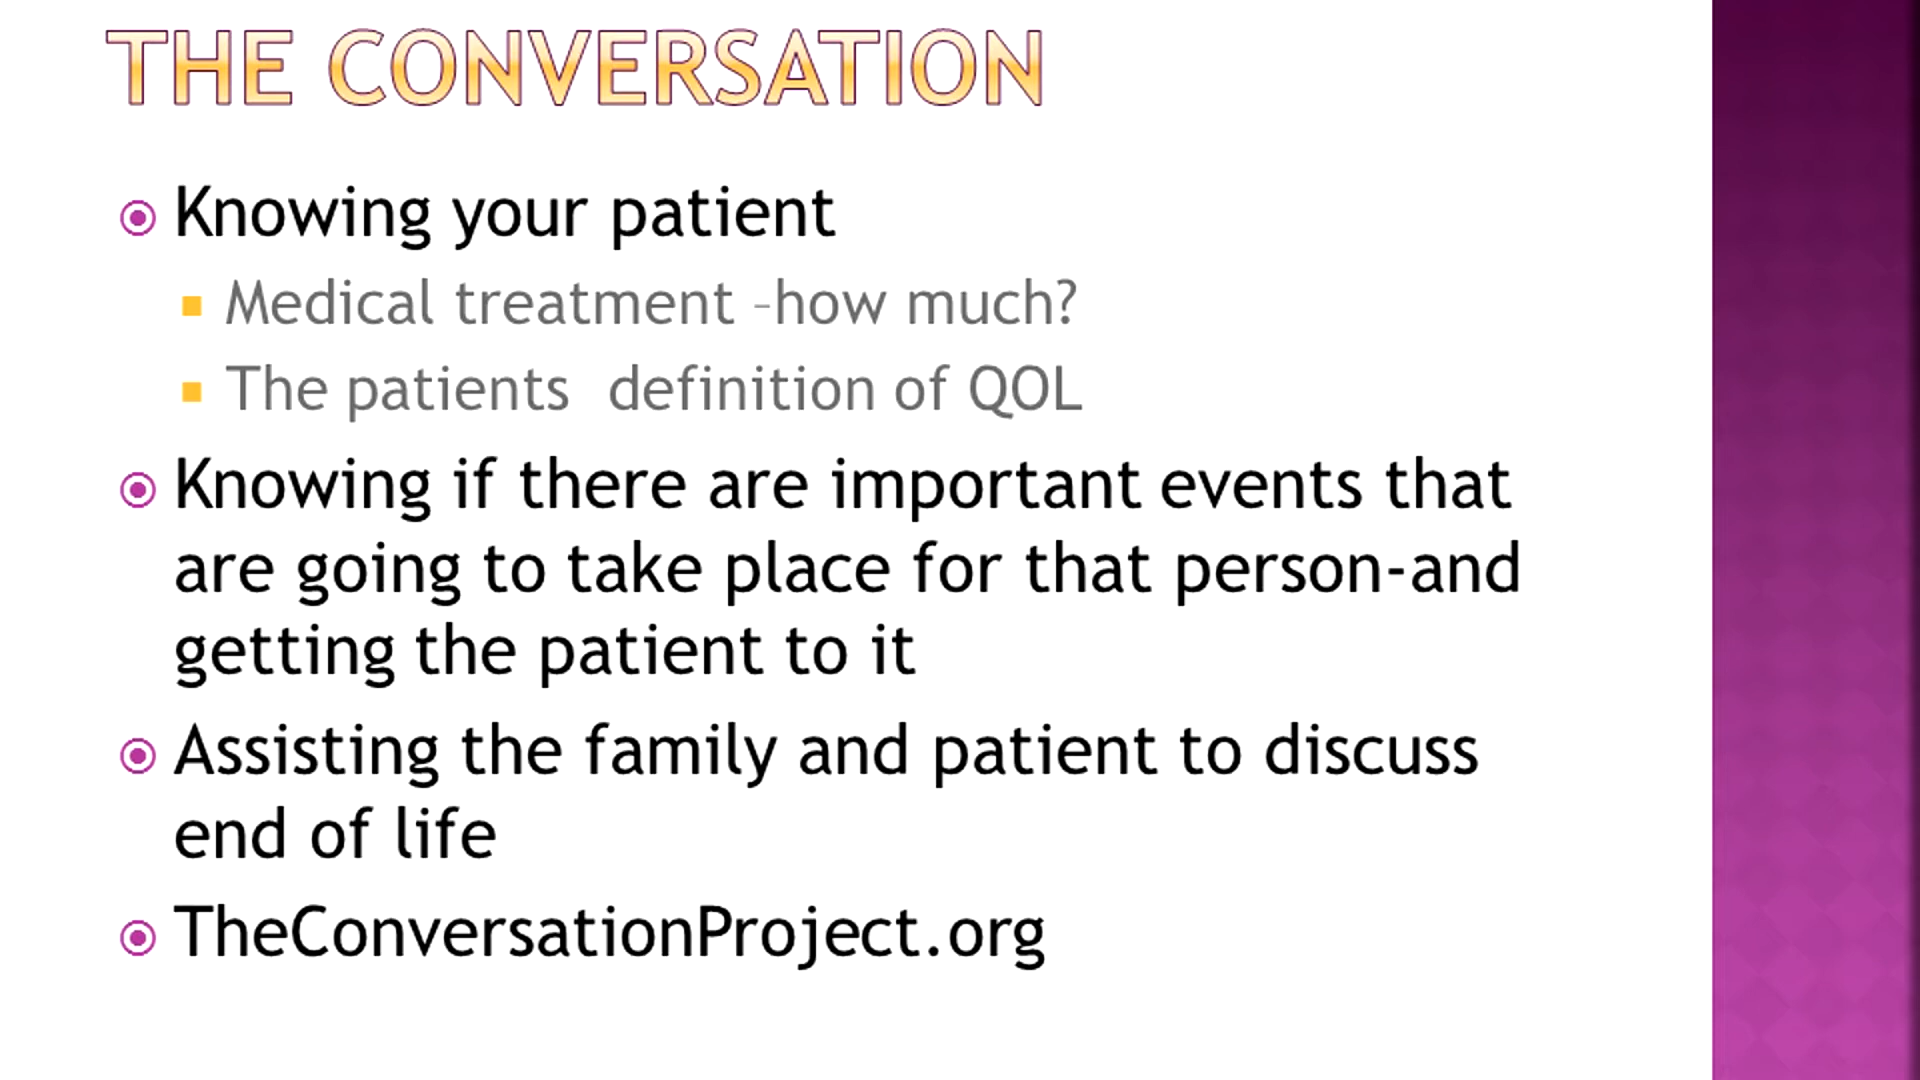 THE CONVERSATION
Knowing your patient
Medical treatment –how much?
The patients  definition of QOL
Knowing if there are important events that
are going to take place for that person-and
getting the patient to it
Assisting the family and patient to discuss
end of life
TheConversationProject.org